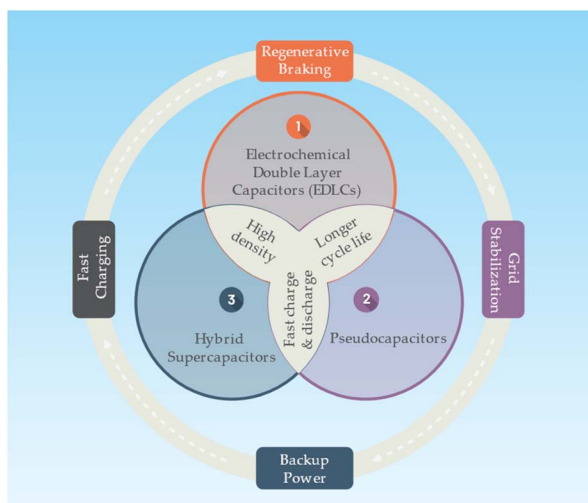 Regenerative
Braking
1
Electrochemical
Double Layer
Capacitors (EDLCs)
High
density
Longer
cycle life
Fast
Charging
Grid
Stabilization
3
Hybrid
Supercapacitors
Fast charge
& discharge
2
Pseudocapacitors
Backup
Power